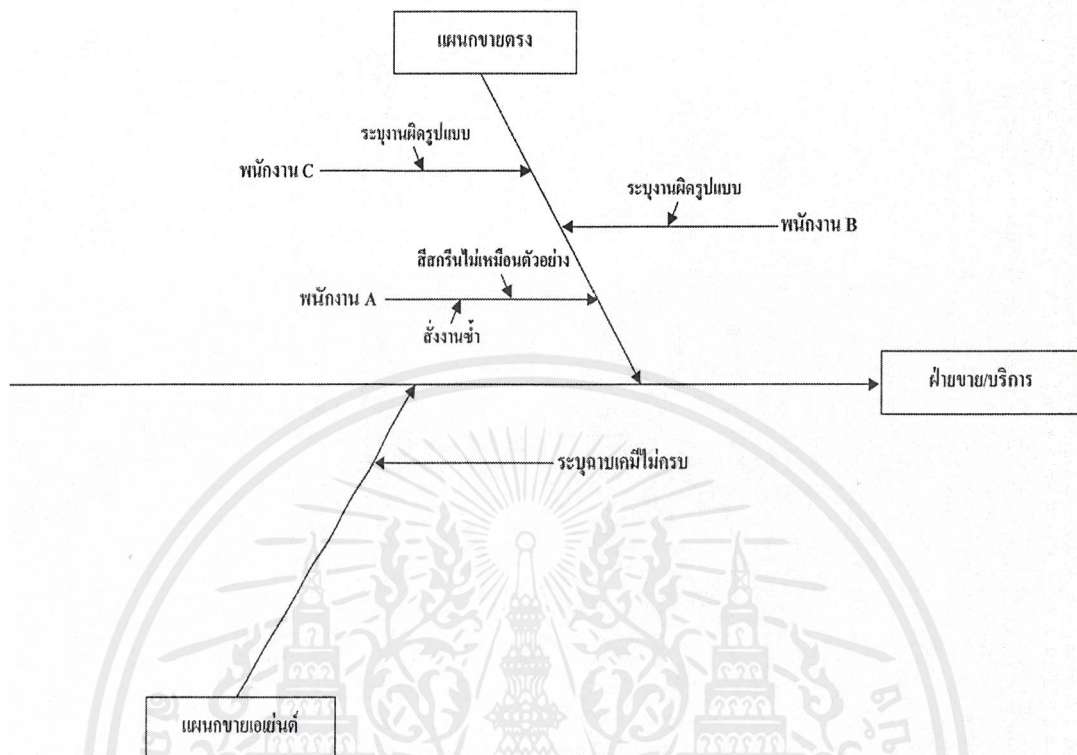 แผนกขายตรง
ระบุงานผิดรูปแบบ
พนักงาน C
ระบุงานผิดรูปแบบ
พนักงาน B
สีสกรีนไม่เหมือนตัวอย่าง
พนักงาน A
สั่งงานซ้ำ
ฝ่ายขาย/บริการ
ระบุฉาบเคมีไม่ครบ
แผนกขายเอเย่นต์